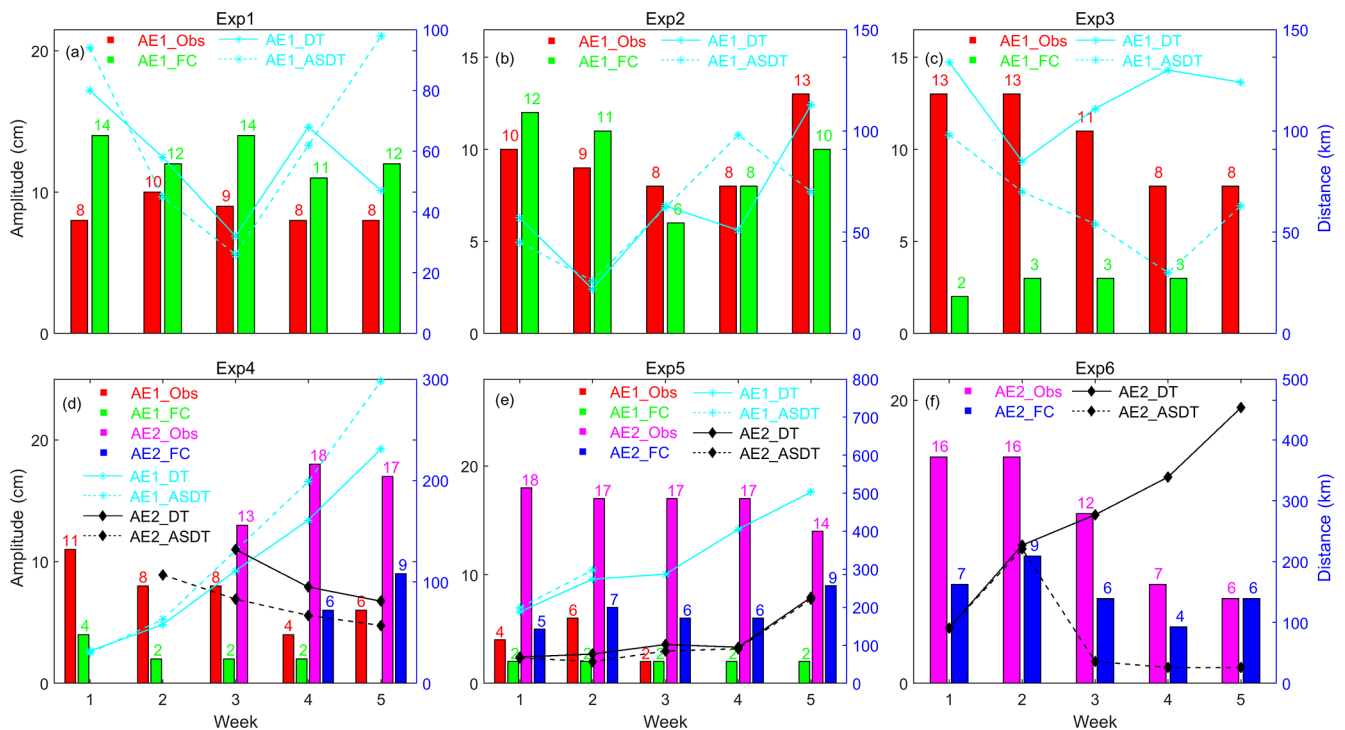 Exp1
(a)
AE1_Obs
AE1_FC
AE1_DT
AE1_ASDT
Amplitude (cm)
20
10
0
100
80
60
40
20
0
8
14
10
12
9
14
8
11
8
12
Exp2
(b)
AE1_Obs
AE1_FC
AE1_DT
AE1_ASDT
15
10
5
0
150
100
50
0
10
12
9
11
8
6
8
8
13
10
Exp3
(c)
AE1_Obs
AE1_FC
AE1_DT
AE1_ASDT
15
10
5
0
150
100
50
0
Distance (km)
13
2
13
3
11
3
8
3
8
Exp4
(d)
AE1_Obs
AE1_FC
AE2_Obs
AE2_FC
AE1_DT
AE1_ASDT
AE2_DT
AE2_ASDT
Amplitude (cm)
20
10
0
300
200
100
0
11
4
8
2
8
2
13
4
2
18
6
6
17
9
1
2
3
4
5
Week
Exp5
(e)
AE1_Obs
AE1_FC
AE2_Obs
AE2_FC
AE1_DT
AE1_ASDT
AE2_DT
AE2_ASDT
20
10
0
800
700
600
500
400
300
200
100
0
4
2
18
5
6
2
17
7
2
2
17
6
2
17
6
2
14
9
1
2
3
4
5
Week
Exp6
(f)
AE2_Obs
AE2_FC
AE2_DT
AE2_ASDT
20
0
500
400
300
200
100
0
Distance (km)
16
7
16
9
12
6
7
4
6
6
1
2
3
4
5
Week